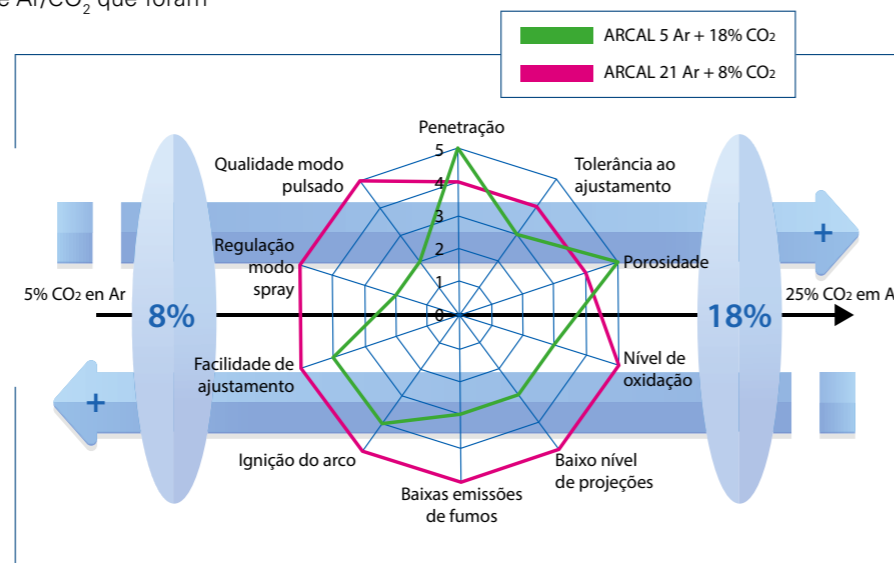 e Ar/CO₂ que foram
ARCAL 5 Ar + 18% CO₂
ARCAL 21 Ar + 8% CO₂
Penetração
Qualidade modo
pulsado
Tolerância ao
ajustamento
Regulação
modo
spray
Porosidade
5
4
3
2
1
0
+
5% CO₂ en Ar
8%
18%
25% CO₂ em A
Facilidade de
ajustamento
Nível de
oxidação
+
Ignição do arco
Baixo nível
de projeções
Baixas emissões
de fumos